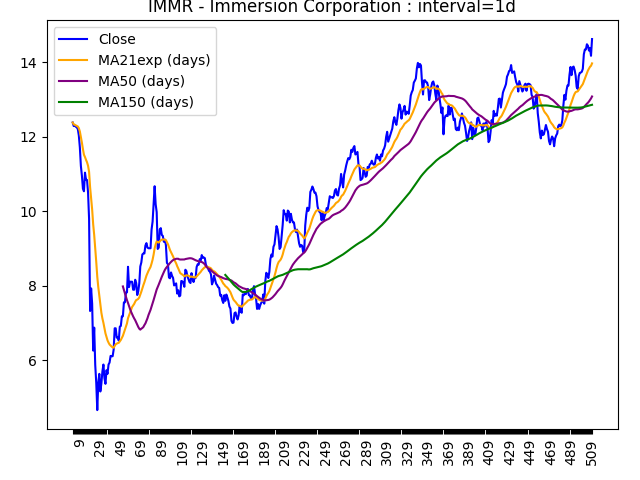 IMMR - Immersion Corporation : interval=1d
Close
MA21exp (days)
MA50 (days)
MA150 (days)
14
12
10
8
6
9 29 49 69 89 109 129 149 169 189 209 229 249 269 289 309 329 349 369 389 409 429 449 469 489 509